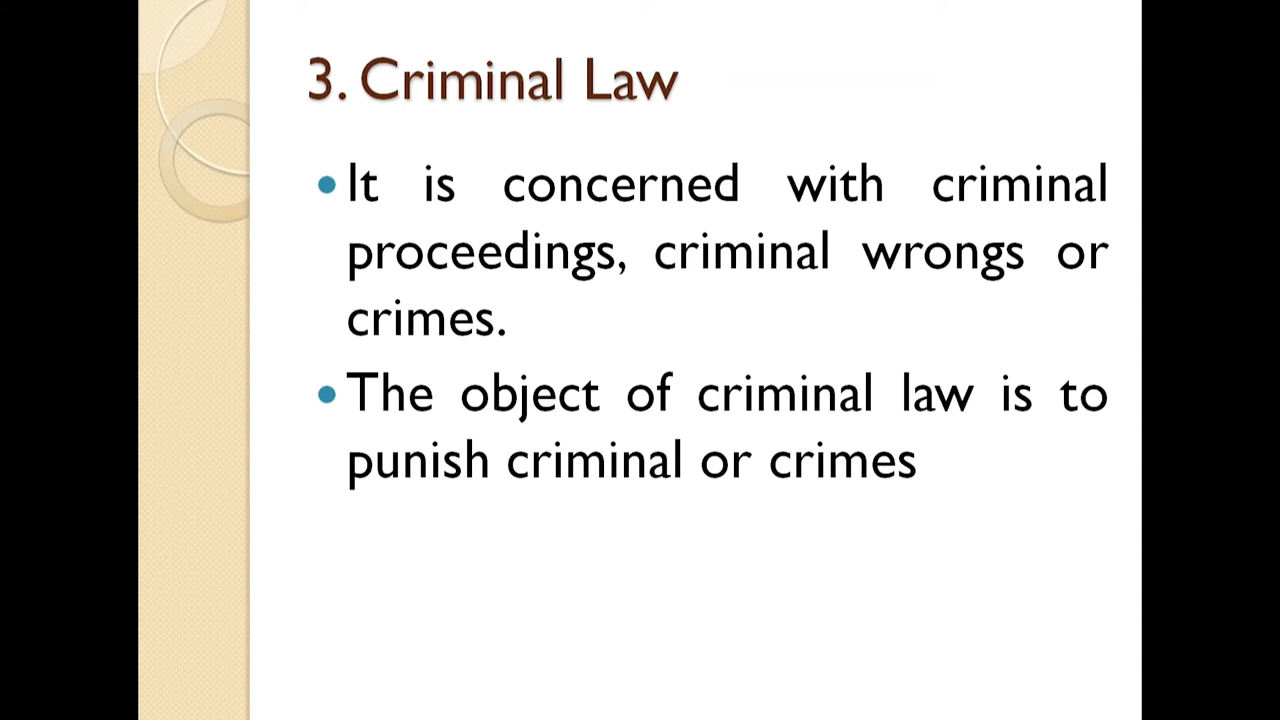 3. Criminal Law
•It is concerned with criminal
proceedings, criminal wrongs or
crimes.
•The object of criminal law is to
punish criminal or crimes